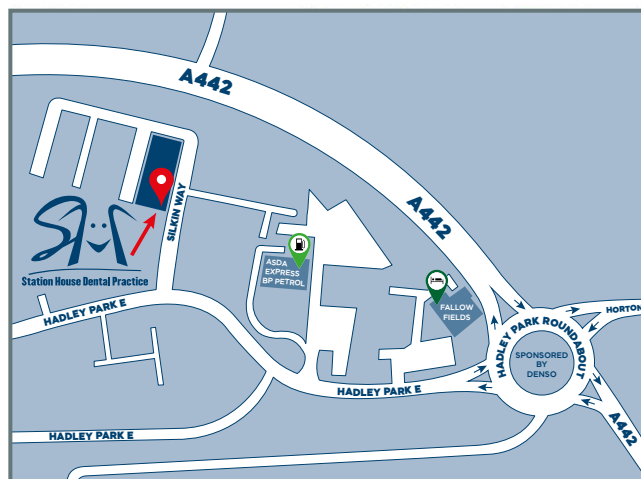 A442
SILKIN WAY
Station House Dental Practice
ASDA
EXPRESS
BP PETROL
A442
FALLOW
FIELDS
HADLEY PARK E
HADLEY PARK ROUNDABOUT
HORTON
SPONSORED
BY
DENSO
HADLEY PARK E
A442
HADLEY PARK E